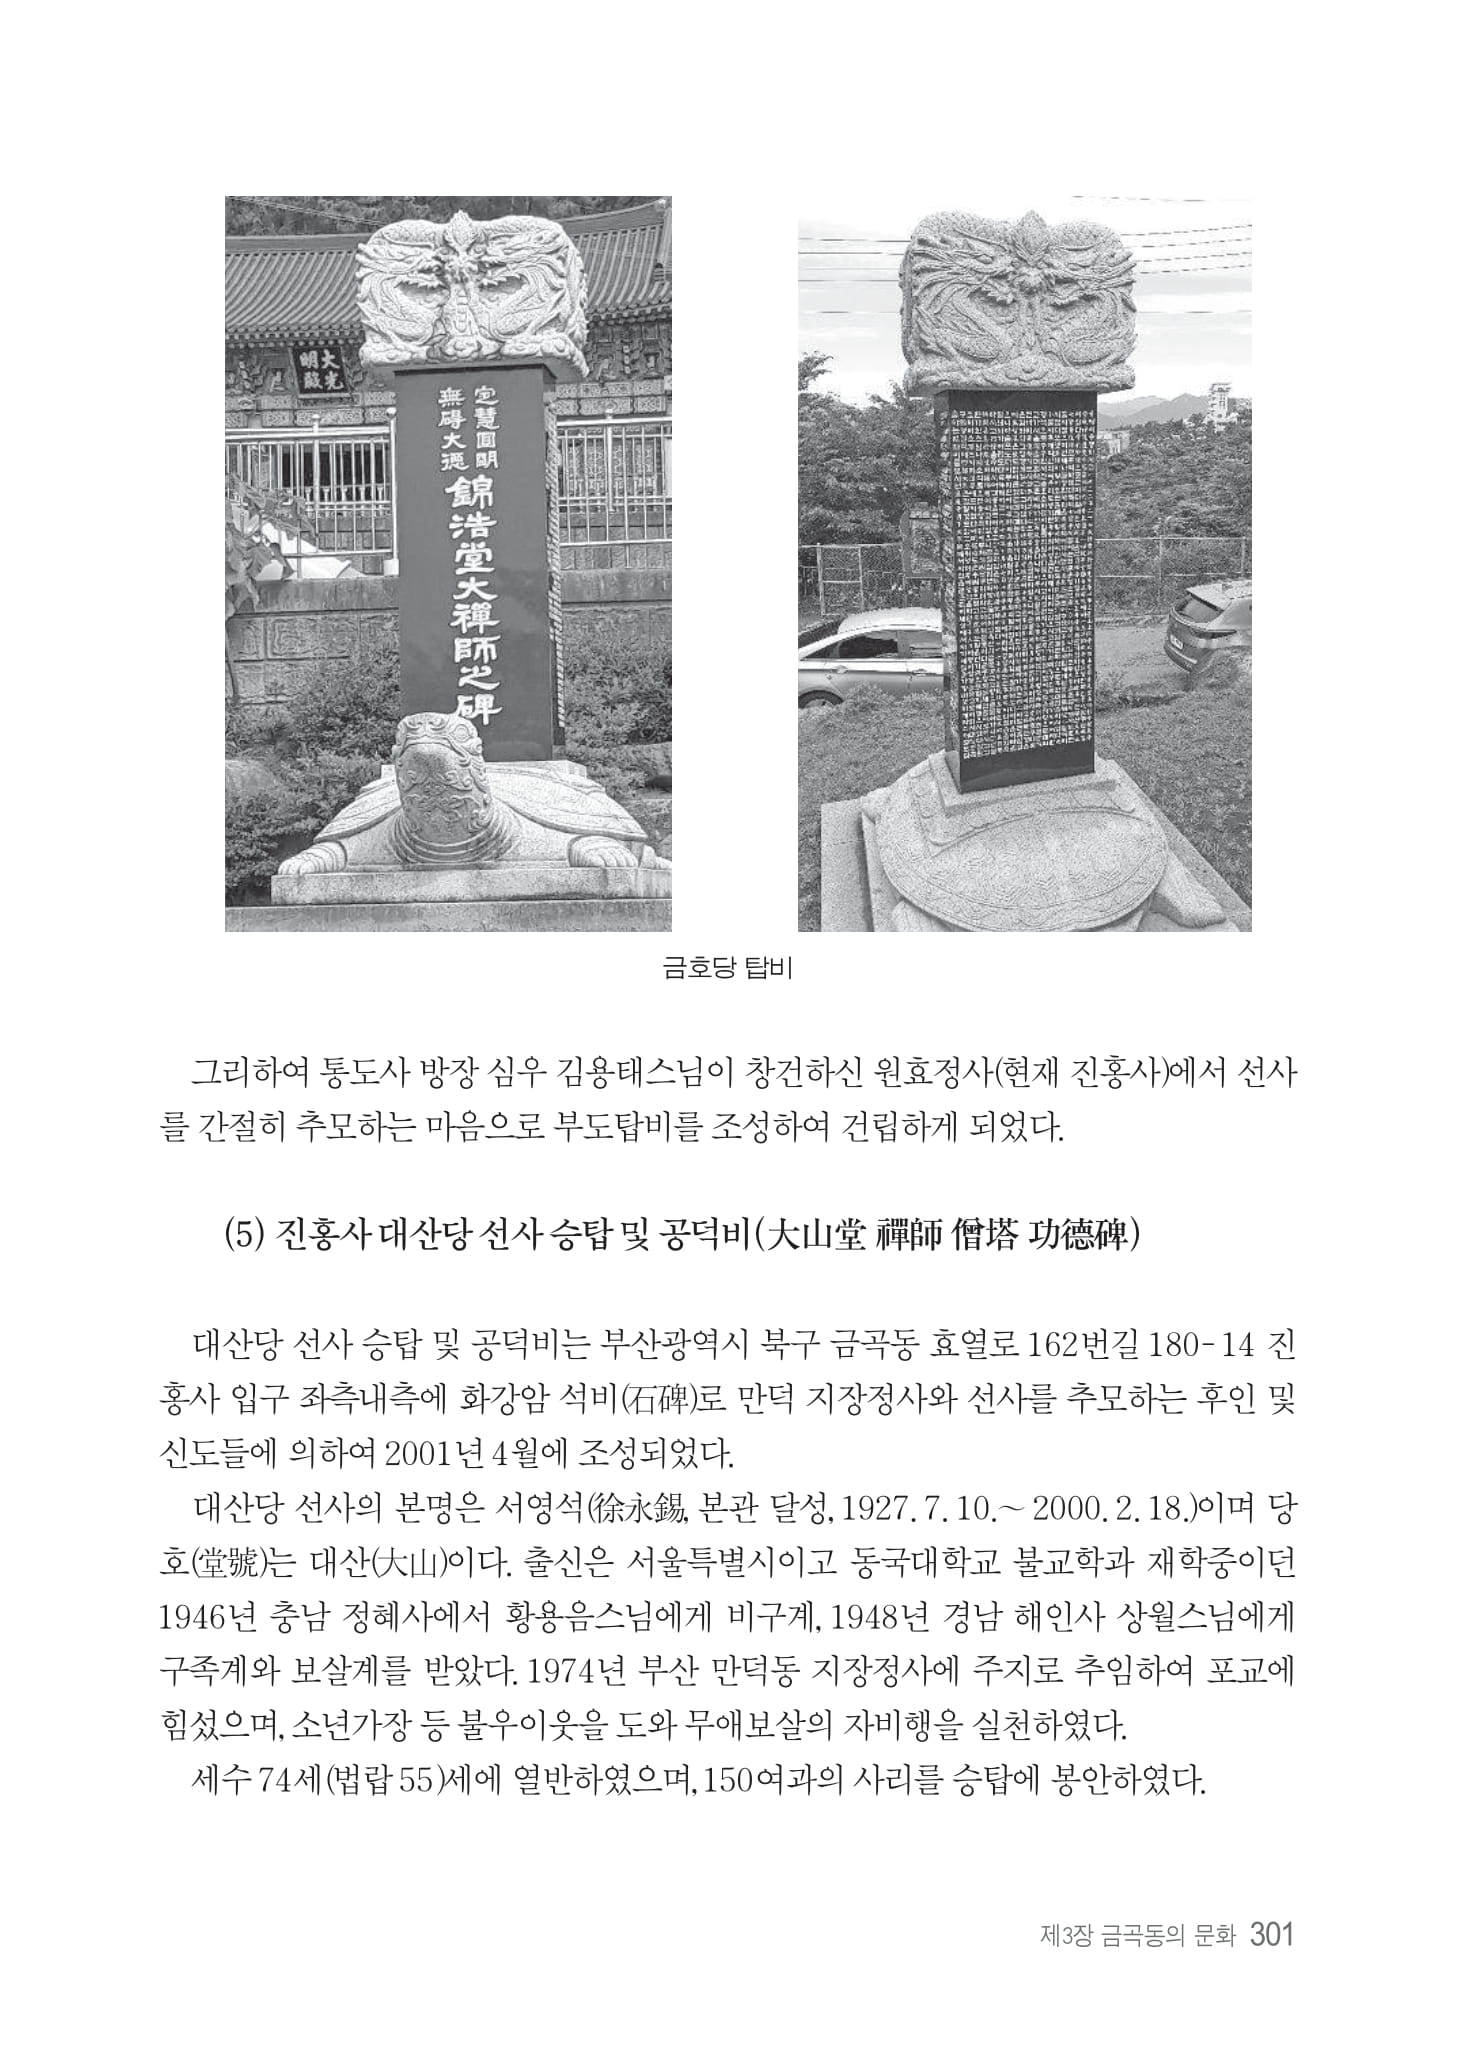 大光
明殿
定慧圓明
無碍大德
錦浩堂大禪師之碑
금호당 탑비
그리하여 통도사 방장 심우 김용태스님이 창건하신 원효정사(현재 진홍사)에서 선사
를 간절히 추모하는 마음으로 부도탑비를 조성하여 건립하게 되었다.
(5) 진홍사 대산당 선사 승탑 및 공덕비(大山堂 禪師 僧塔 功德碑)
대산당 선사 승탑 및 공덕비는 부산광역시 북구 금곡동 효열로 162번길 180-14 진
홍사 입구 좌측내측에 화강암 석비(石碑)로 만덕 지장정사와 선사를 추모하는 후인 및
신도들에 의하여 2001년 4월에 조성되었다.
대산당 선사의 본명은 서영석(徐永錫, 본관 달성, 1927. 7. 10.~ 2000. 2. 18.)이며 당
호(堂號)는 대산(大山)이다. 출신은 서울특별시이고 동국대학교 불교학과 재학중이던
1946년 충남 정혜사에서 황용음스님에게 비구계, 1948년 경남 해인사 상월스님에게
구족계와 보살계를 받았다. 1974년 부산 만덕동 지장정사에 주지로 추임하여 포교에
힘섰으며, 소년가장 등 불우이웃을 도와 무애보살의 자비행을 실천하였다.
세수 74세(법랍 55)세에 열반하였으며, 150여과의 사리를 승탑에 봉안하였다.
제3장 금곡동의 문화 301